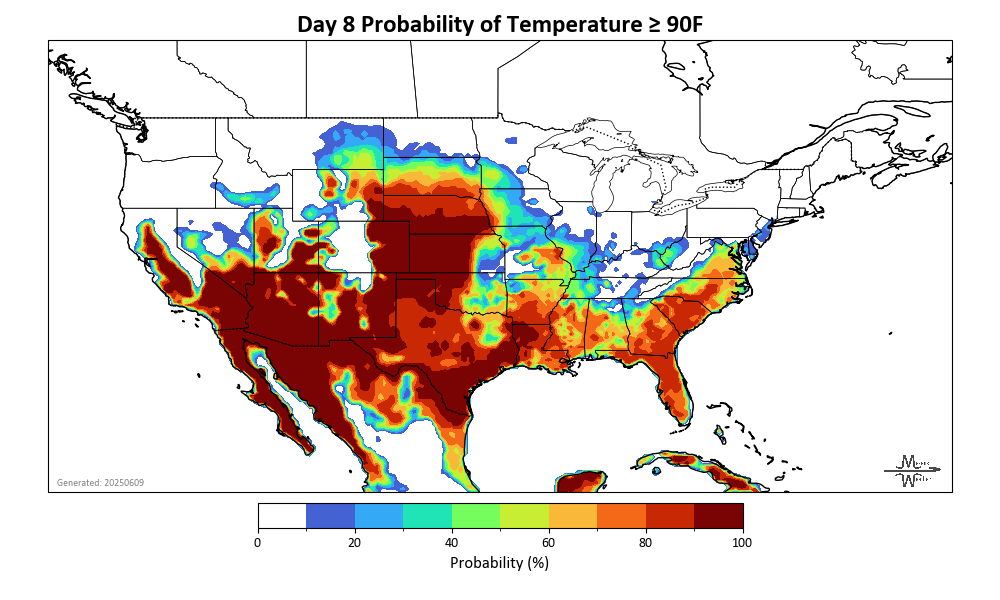 Day 8 Probability of Temperature ≥ 90F
Generated: 20250609
0 20 40 60 80 100
Probability (%)